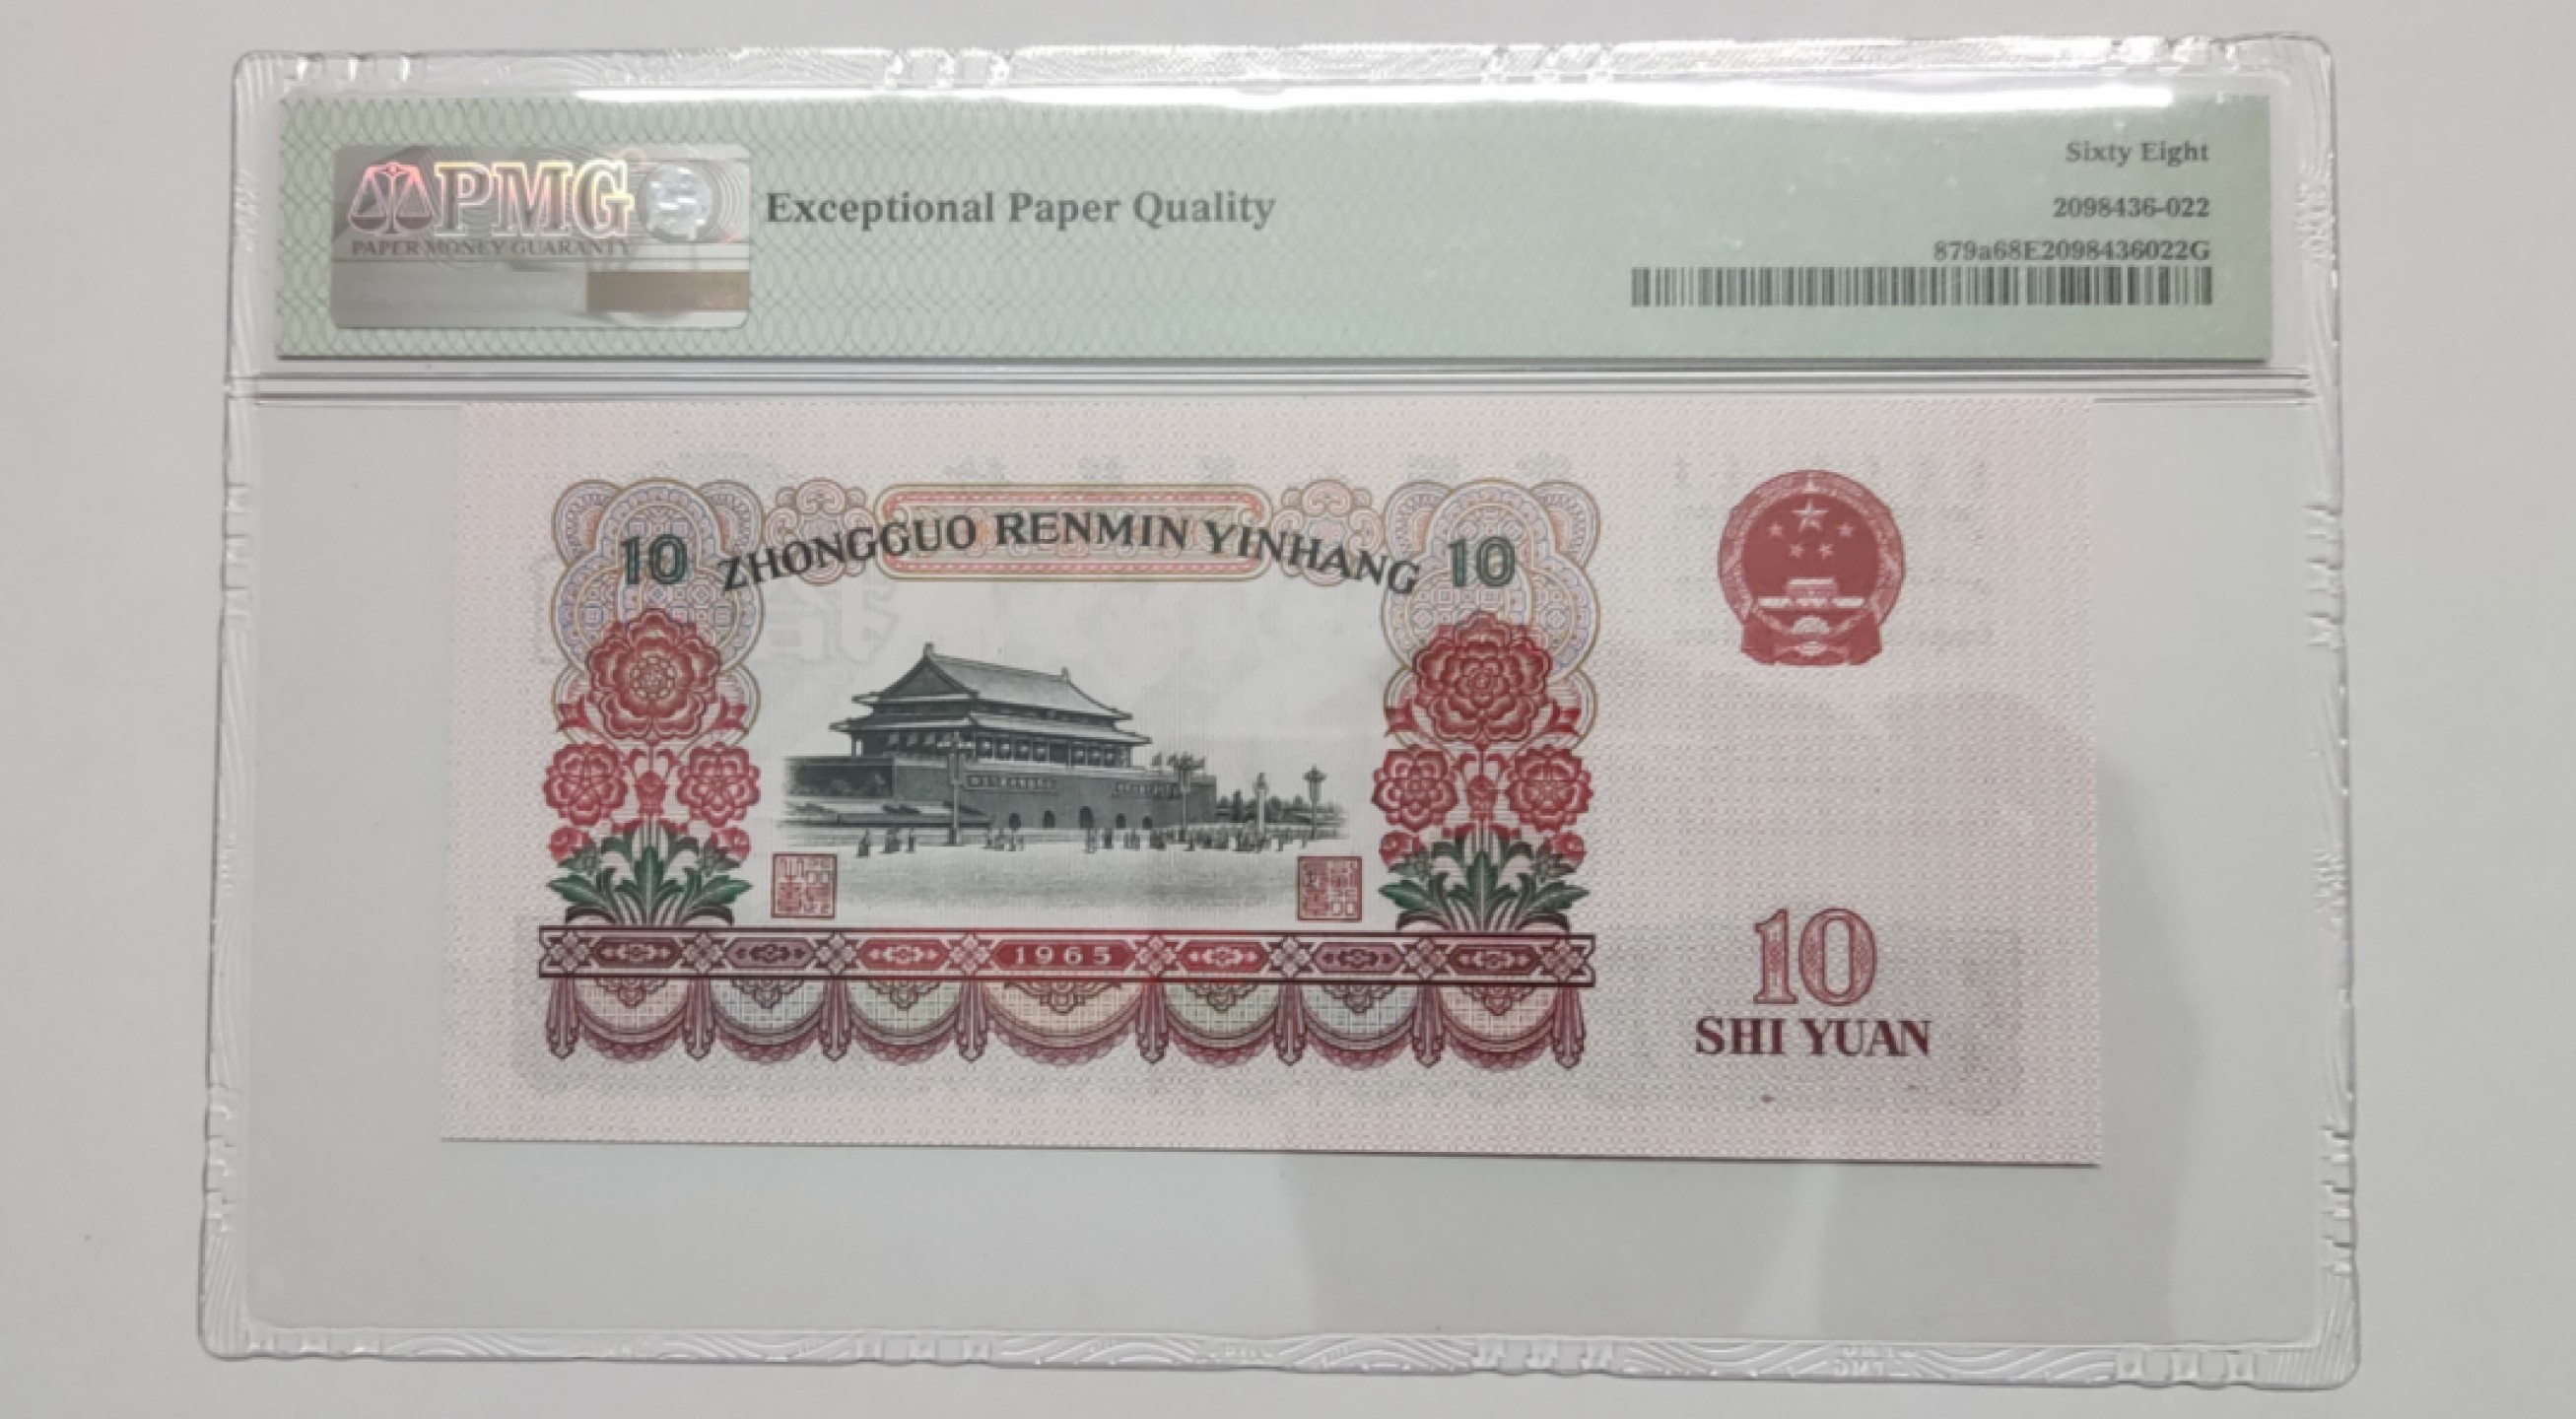 PMG
PAPER MONEY GUARANTY
Exceptional Paper Quality
Sixty Eight
2098436-022
879a68E2098436022G
10 ZHONGGUO RENMIN YINHANG 10
1965
10
SHI YUAN